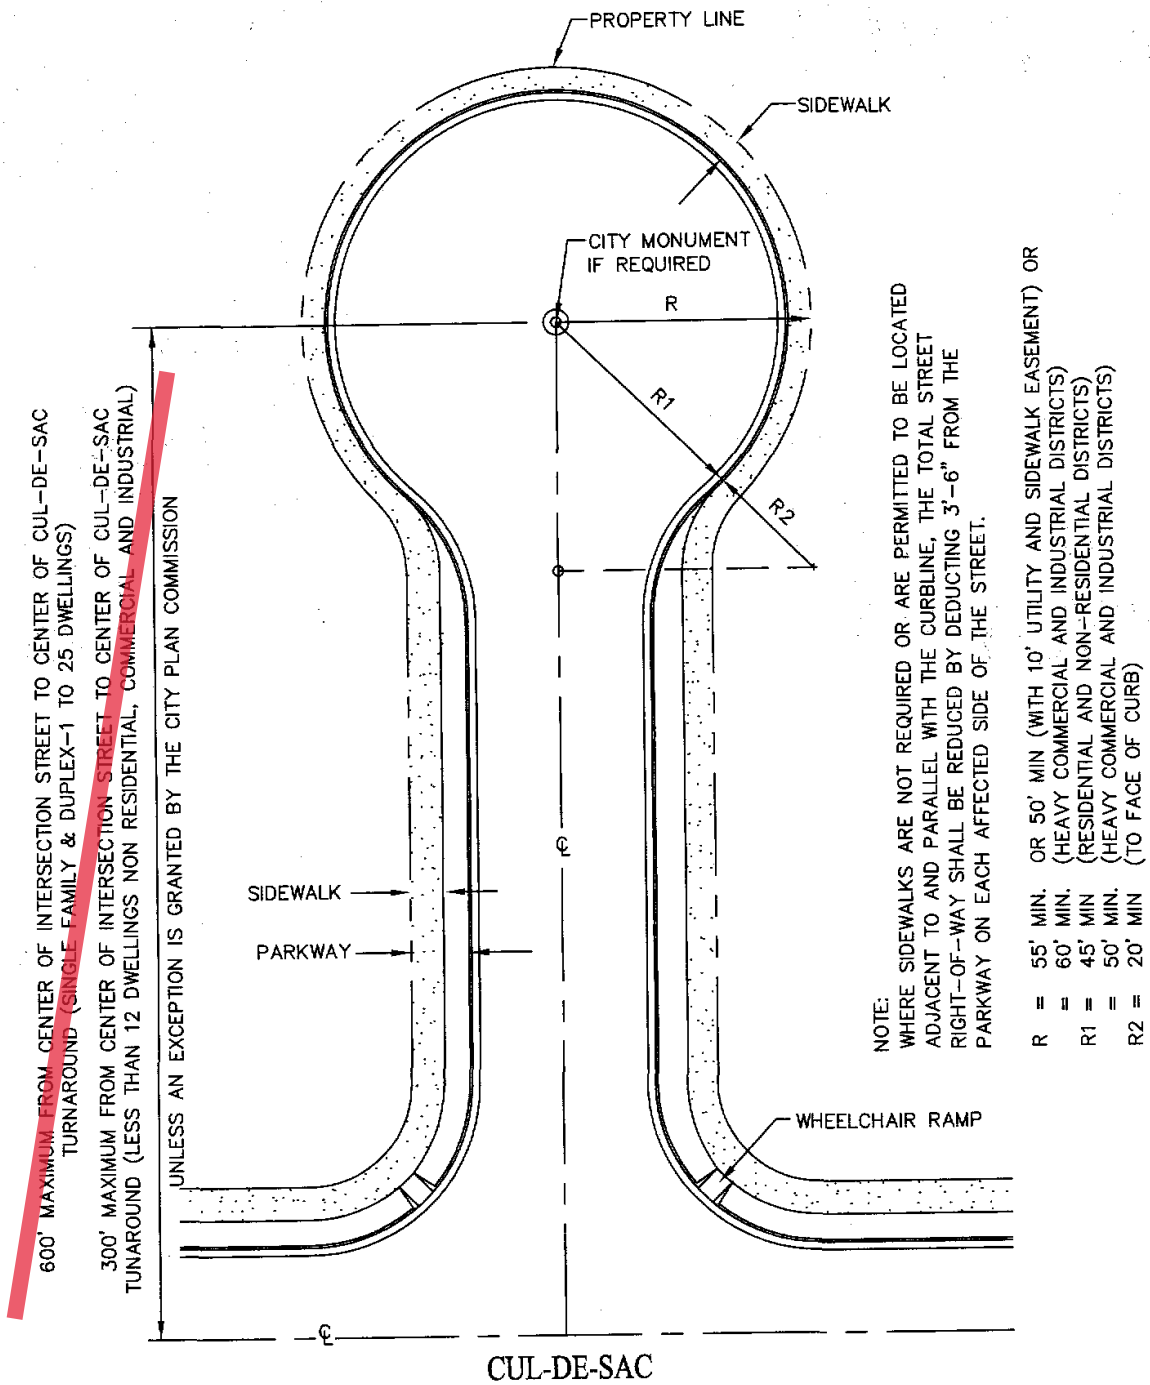 PROPERTY LINE
SIDEWALK
CITY MONUMENT
IF REQUIRED
R
R1
R2
600' MAXIMUM FROM CENTER OF INTERSECTION STREET TO CENTER OF CUL-DE-SAC
TURNAROUND (SINGLE FAMILY & DUPLEX-1 TO 25 DWELLINGS)
300' MAXIMUM FROM CENTER OF INTERSECTION STREET TO CENTER OF CUL-DE-SAC
TUNAROUND (LESS THAN 12 DWELLINGS NON RESIDENTIAL, COMMERCIAL AND INDUSTRIAL)
UNLESS AN EXCEPTION IS GRANTED BY THE CITY PLAN COMMISSION
℄
SIDEWALK
PARKWAY
WHEELCHAIR RAMP
NOTE:
WHERE SIDEWALKS ARE NOT REQUIRED OR ARE PERMITTED TO BE LOCATED
ADJACENT TO AND PARALLEL WITH THE CURBLINE, THE TOTAL STREET
RIGHT-OF-WAY SHALL BE REDUCED BY DEDUCTING 3'-6" FROM THE
PARKWAY ON EACH AFFECTED SIDE OF THE STREET.
R = 55' MIN. OR 50' MIN (WITH 10' UTILITY AND SIDEWALK EASEMENT) OR
= 60' MIN. (HEAVY COMMERCIAL AND INDUSTRIAL DISTRICTS)
R1 = 45' MIN (RESIDENTIAL AND NON-RESIDENTIAL DISTRICTS)
= 50' MIN. (HEAVY COMMERCIAL AND INDUSTRIAL DISTRICTS)
R2 = 20' MIN (TO FACE OF CURB)
℄
CUL-DE-SAC